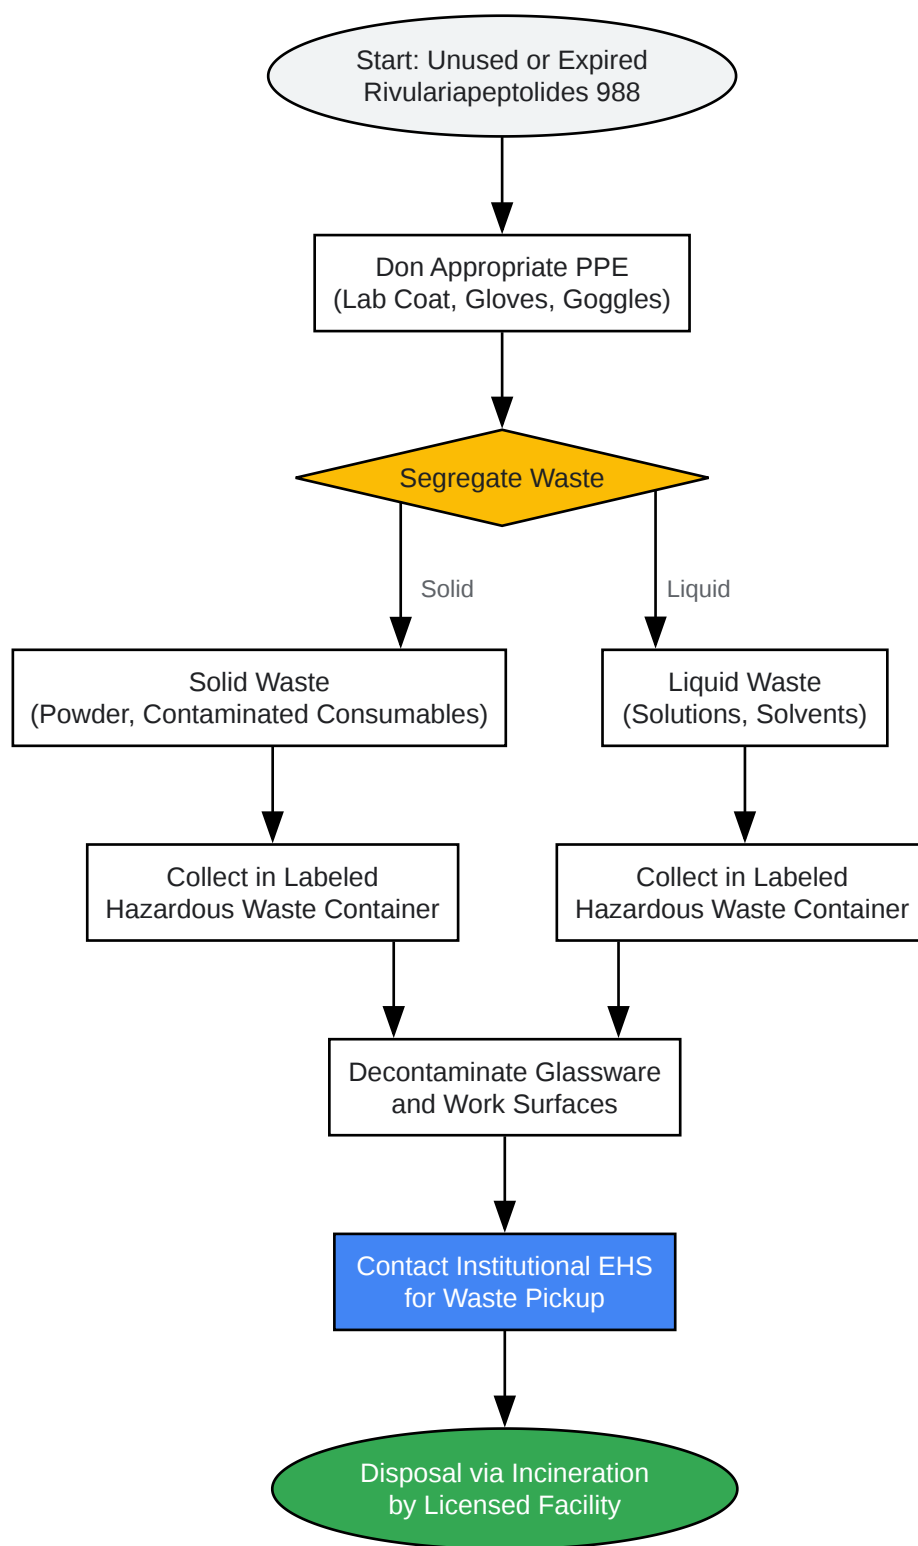 Start: Unused or Expired
Rivulariapeptolides 988
Don Appropriate PPE
(Lab Coat, Gloves, Goggles)
Segregate Waste
Solid
Liquid
Solid Waste
(Powder, Contaminated Consumables)
Liquid Waste
(Solutions, Solvents)
Collect in Labeled
Hazardous Waste Container
Collect in Labeled
Hazardous Waste Container
Decontaminate Glassware
and Work Surfaces
Contact Institutional EHS
for Waste Pickup
Disposal via Incineration
by Licensed Facility